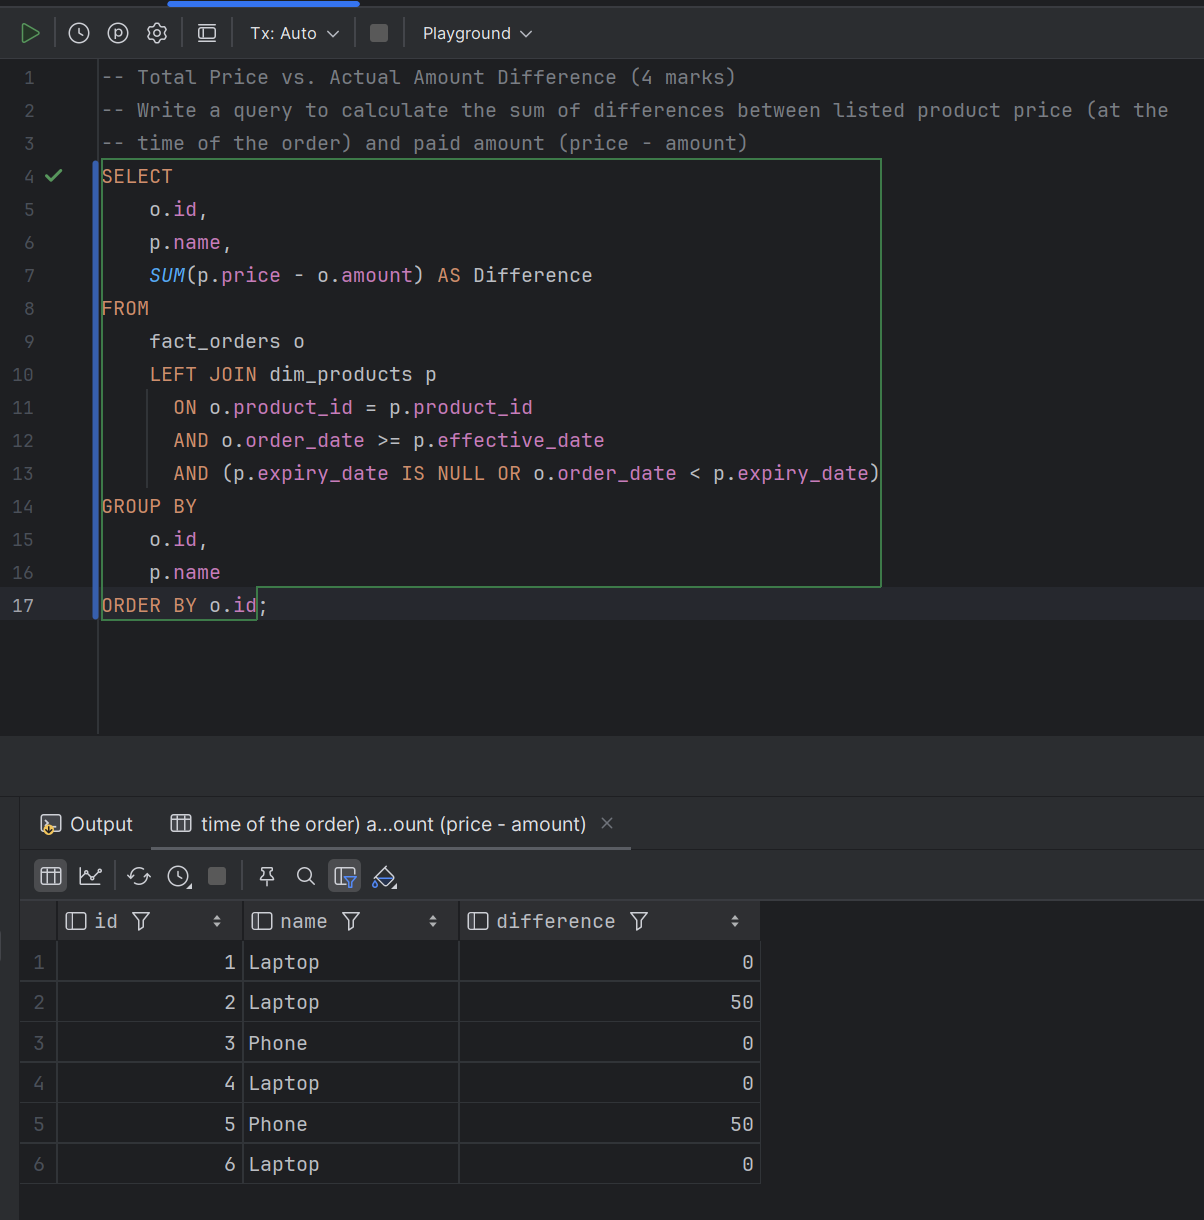 Tx: Auto Playground
1 -- Total Price vs. Actual Amount Difference (4 marks)
2 -- Write a query to calculate the sum of differences between listed product price (at the
3 -- time of the order) and paid amount (price - amount)
4 SELECT
5 o.id,
6 p.name,
7 SUM(p.price - o.amount) AS Difference
8 FROM
9 fact_orders o
10 LEFT JOIN dim_products p
11 ON o.product_id = p.product_id
12 AND o.order_date >= p.effective_date
13 AND (p.expiry_date IS NULL OR o.order_date < p.expiry_date)
14 GROUP BY
15 o.id,
16 p.name
17 ORDER BY o.id;
Output time of the order) a...ount (price - amount)
id name difference
1 1 Laptop 0
2 2 Laptop 50
3 3 Phone 0
4 4 Laptop 0
5 5 Phone 50
6 6 Laptop 0